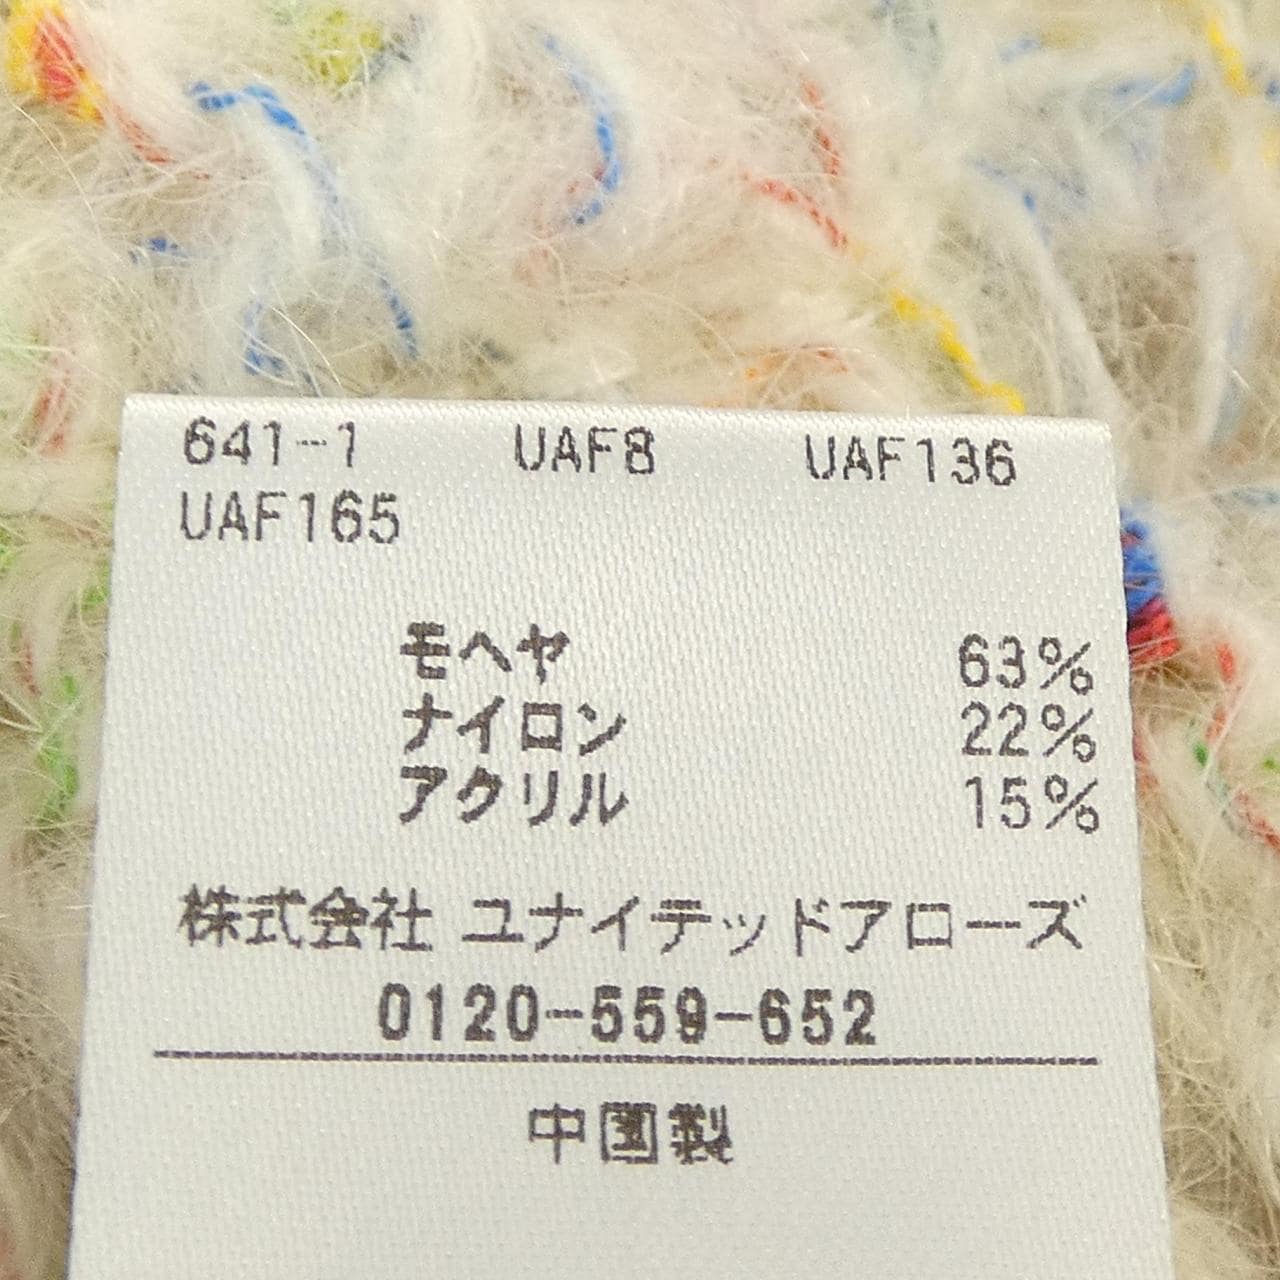 641-1 UAF8 UAF136
UAF165
モヘヤ 63%
ナイロン 22%
アクリル 15%
株式会社 ユナイテッドアローズ
0120-559-652
中国製